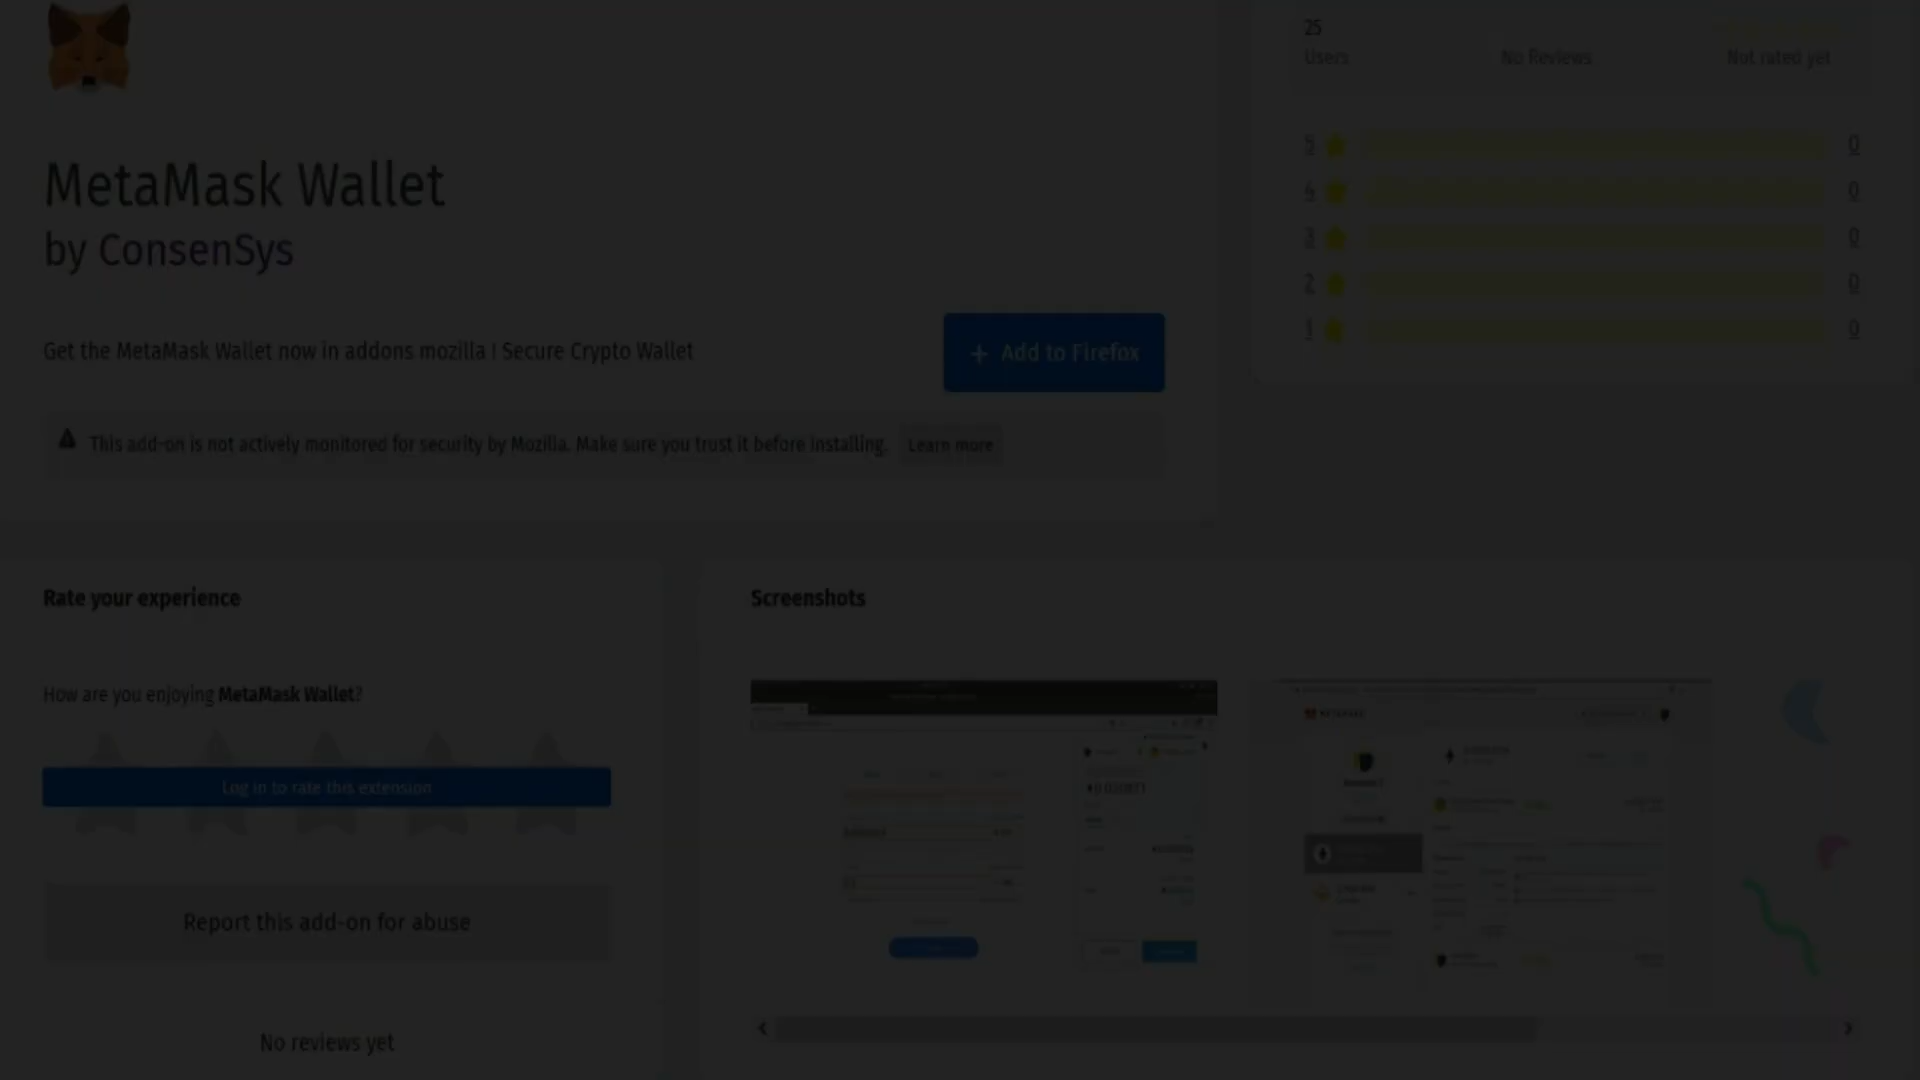 25
Users
No Reviews
Not rated yet
5 0
4 0
3 0
2 0
1 0
MetaMask Wallet
by ConsenSys
Get the MetaMask Wallet now in addons mozilla ! Secure Crypto Wallet
+ Add to Firefox
This add-on is not actively monitored for security by Mozilla. Make sure you trust it before installing.
Learn more
Rate your experience
How are you enjoying MetaMask Wallet?
Log in to rate this extension
Report this add-on for abuse
No reviews yet
Screenshots
METAMASK